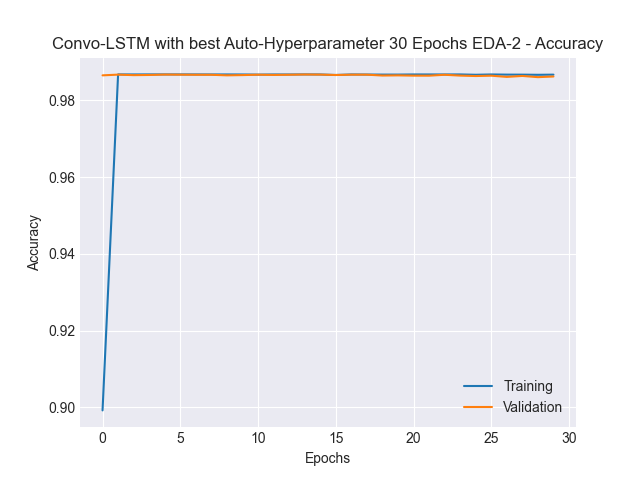 Convo-LSTM with best Auto-Hyperparameter 30 Epochs EDA-2 - Accuracy
0.98
0.96
0.94
0.92
0.90
Accuracy
Training
Validation
0 5 10 15 20 25 30
Epochs